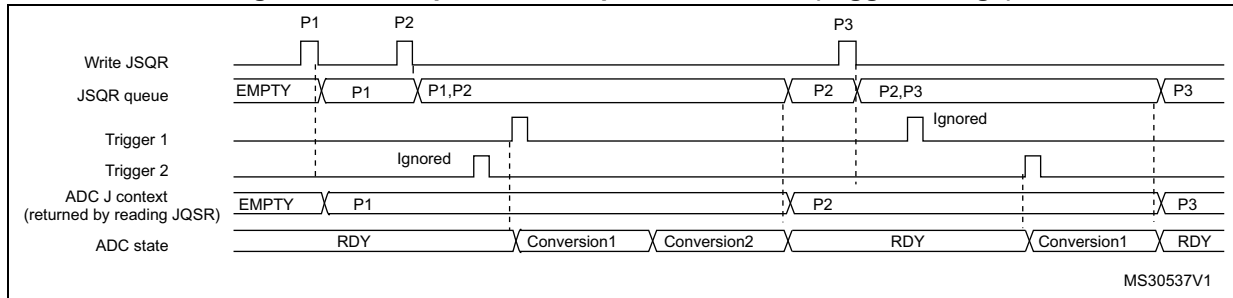 P1 P2 P3
Write JSQR
JSQR queue EMPTY P1 P1,P2 P2 P2,P3 P3
Trigger 1 Ignored
Trigger 2 Ignored
ADC J context
(returned by reading JQSR) EMPTY P1 P2 P3
ADC state RDY Conversion1 Conversion2 RDY Conversion1 RDY
MS30537V1